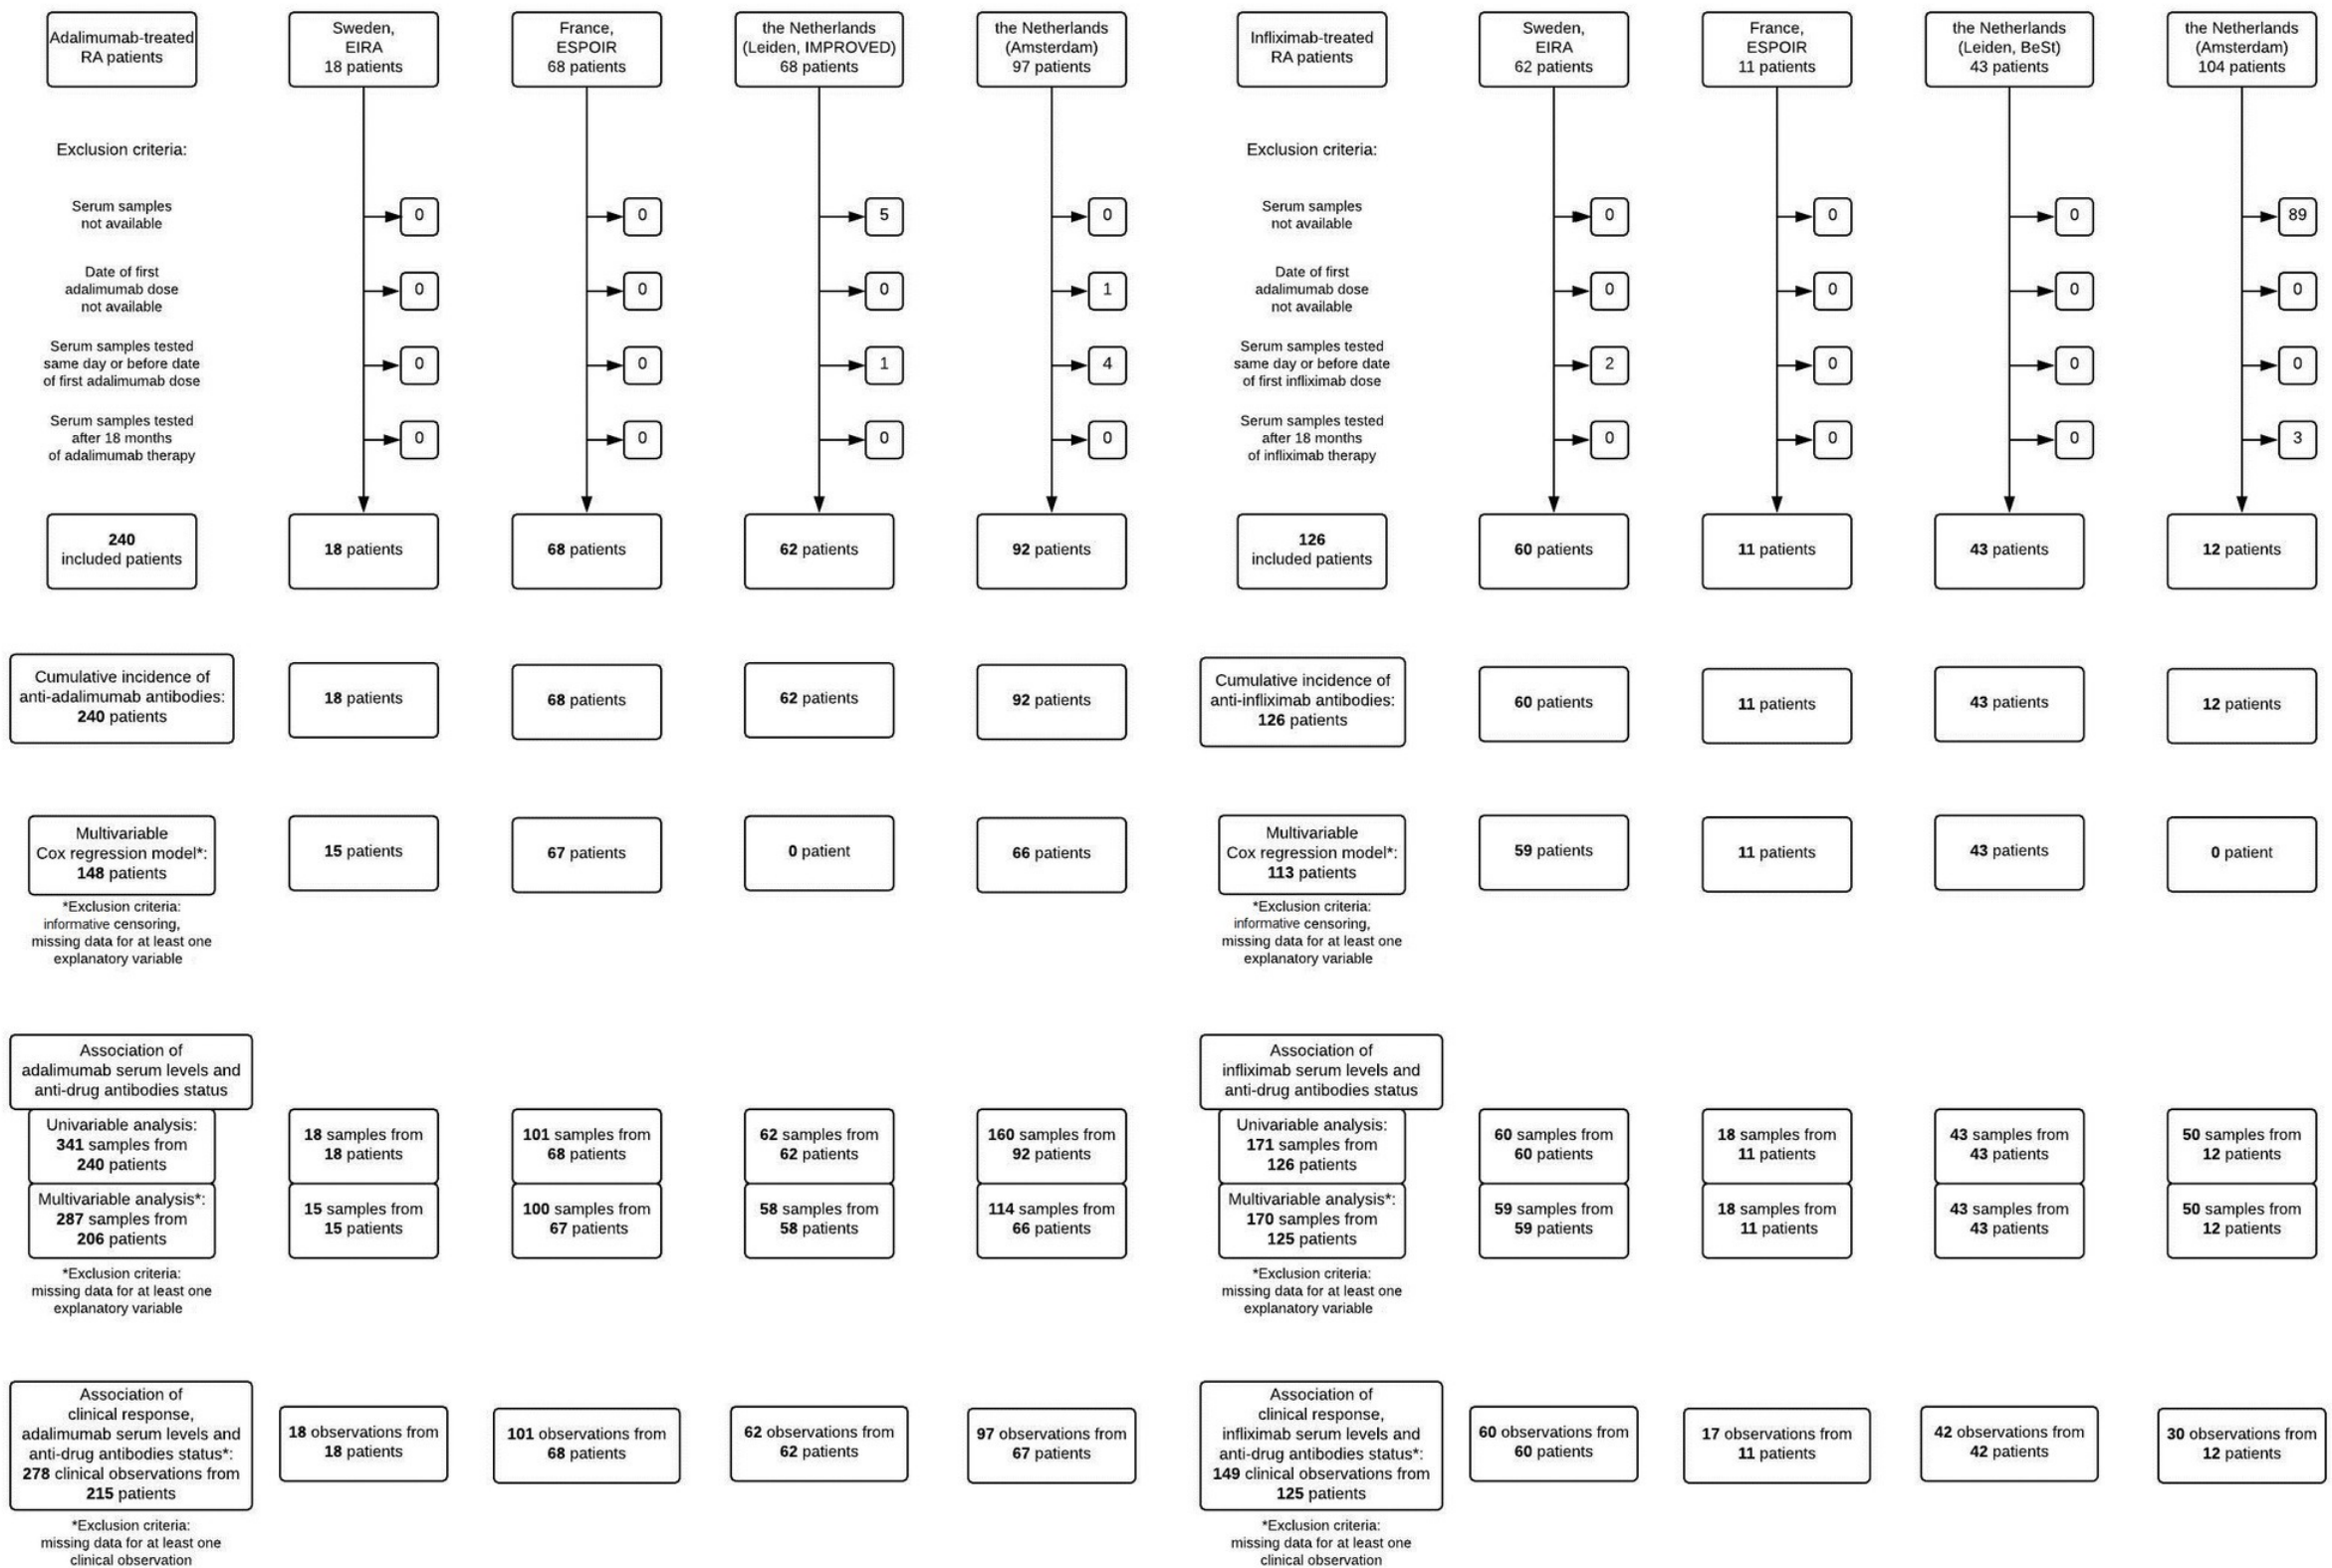 Adalimumab-treated
RA patients
Sweden,
EIRA
18 patients
France,
ESPOIR
68 patients
the Netherlands
(Leiden, IMPROVED)
68 patients
the Netherlands
(Amsterdam)
97 patients
Exclusion criteria:
Serum samples
not available
0
0
5
0
Date of first
adalimumab dose
not available
0
0
0
1
Serum samples tested
same day or before date
of first adalimumab dose
0
0
1
4
Serum samples tested
after 18 months
of adalimumab therapy
0
0
0
0
240
included patients
18 patients
68 patients
62 patients
92 patients
Cumulative incidence of
anti-adalimumab antibodies:
240 patients
18 patients
68 patients
62 patients
92 patients
Multivariable
Cox regression model*:
148 patients
15 patients
67 patients
0 patient
66 patients
*Exclusion criteria:
informative censoring,
missing data for at least one
explanatory variable
Association of
adalimumab serum levels and
anti-drug antibodies status
Univariable analysis:
341 samples from
240 patients
18 samples from
18 patients
101 samples from
68 patients
62 samples from
62 patients
160 samples from
92 patients
Multivariable analysis*:
287 samples from
206 patients
15 samples from
15 patients
100 samples from
67 patients
58 samples from
58 patients
114 samples from
66 patients
*Exclusion criteria:
missing data for at least one
explanatory variable
Association of
clinical response,
adalimumab serum levels and
anti-drug antibodies status*:
278 clinical observations from
215 patients
18 observations from
18 patients
101 observations from
68 patients
62 observations from
62 patients
97 observations from
67 patients
*Exclusion criteria:
missing data for at least one
clinical observation
Infliximab-treated
RA patients
Sweden,
EIRA
62 patients
France,
ESPOIR
11 patients
the Netherlands
(Leiden, BeSt)
43 patients
the Netherlands
(Amsterdam)
104 patients
Exclusion criteria:
Serum samples
not available
0
0
0
89
Date of first
adalimumab dose
not available
0
0
0
0
Serum samples tested
same day or before date
of first infliximab dose
2
0
0
0
Serum samples tested
after 18 months
of infliximab therapy
0
0
0
3
126
included patients
60 patients
11 patients
43 patients
12 patients
Cumulative incidence of
anti-infliximab antibodies:
126 patients
60 patients
11 patients
43 patients
12 patients
Multivariable
Cox regression model*:
113 patients
59 patients
11 patients
43 patients
0 patient
*Exclusion criteria:
informative censoring,
missing data for at least one
explanatory variable
Association of
infliximab serum levels and
anti-drug antibodies status
Univariable analysis:
171 samples from
126 patients
60 samples from
60 patients
18 samples from
11 patients
43 samples from
43 patients
50 samples from
12 patients
Multivariable analysis*:
170 samples from
125 patients
59 samples from
59 patients
18 samples from
11 patients
43 samples from
43 patients
50 samples from
12 patients
*Exclusion criteria:
missing data for at least one
explanatory variable
Association of
clinical response,
infliximab serum levels and
anti-drug antibodies status*:
149 clinical observations from
125 patients
60 observations from
60 patients
17 observations from
11 patients
42 observations from
42 patients
30 observations from
12 patients
*Exclusion criteria:
missing data for at least one
clinical observation